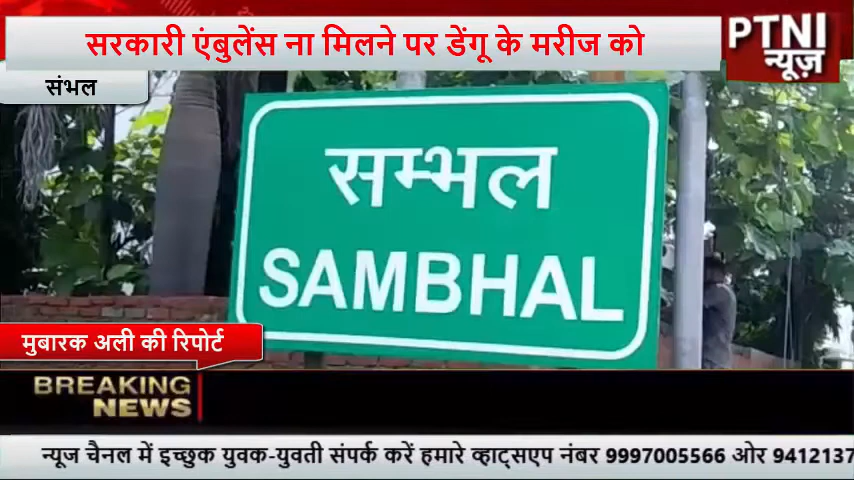 सरकारी एंबुलेंस ना मिलने पर डेंगू के मरीज को
PTNI
न्यूज़
संभल
सम्भल
SAMBHAL
मुबारक अली की रिपोर्ट
BREAKING
NEWS
न्यूज चैनल में इच्छुक युवक-युवती संपर्क करें हमारे व्हाट्सएप नंबर 9997005566 ओर 9412137